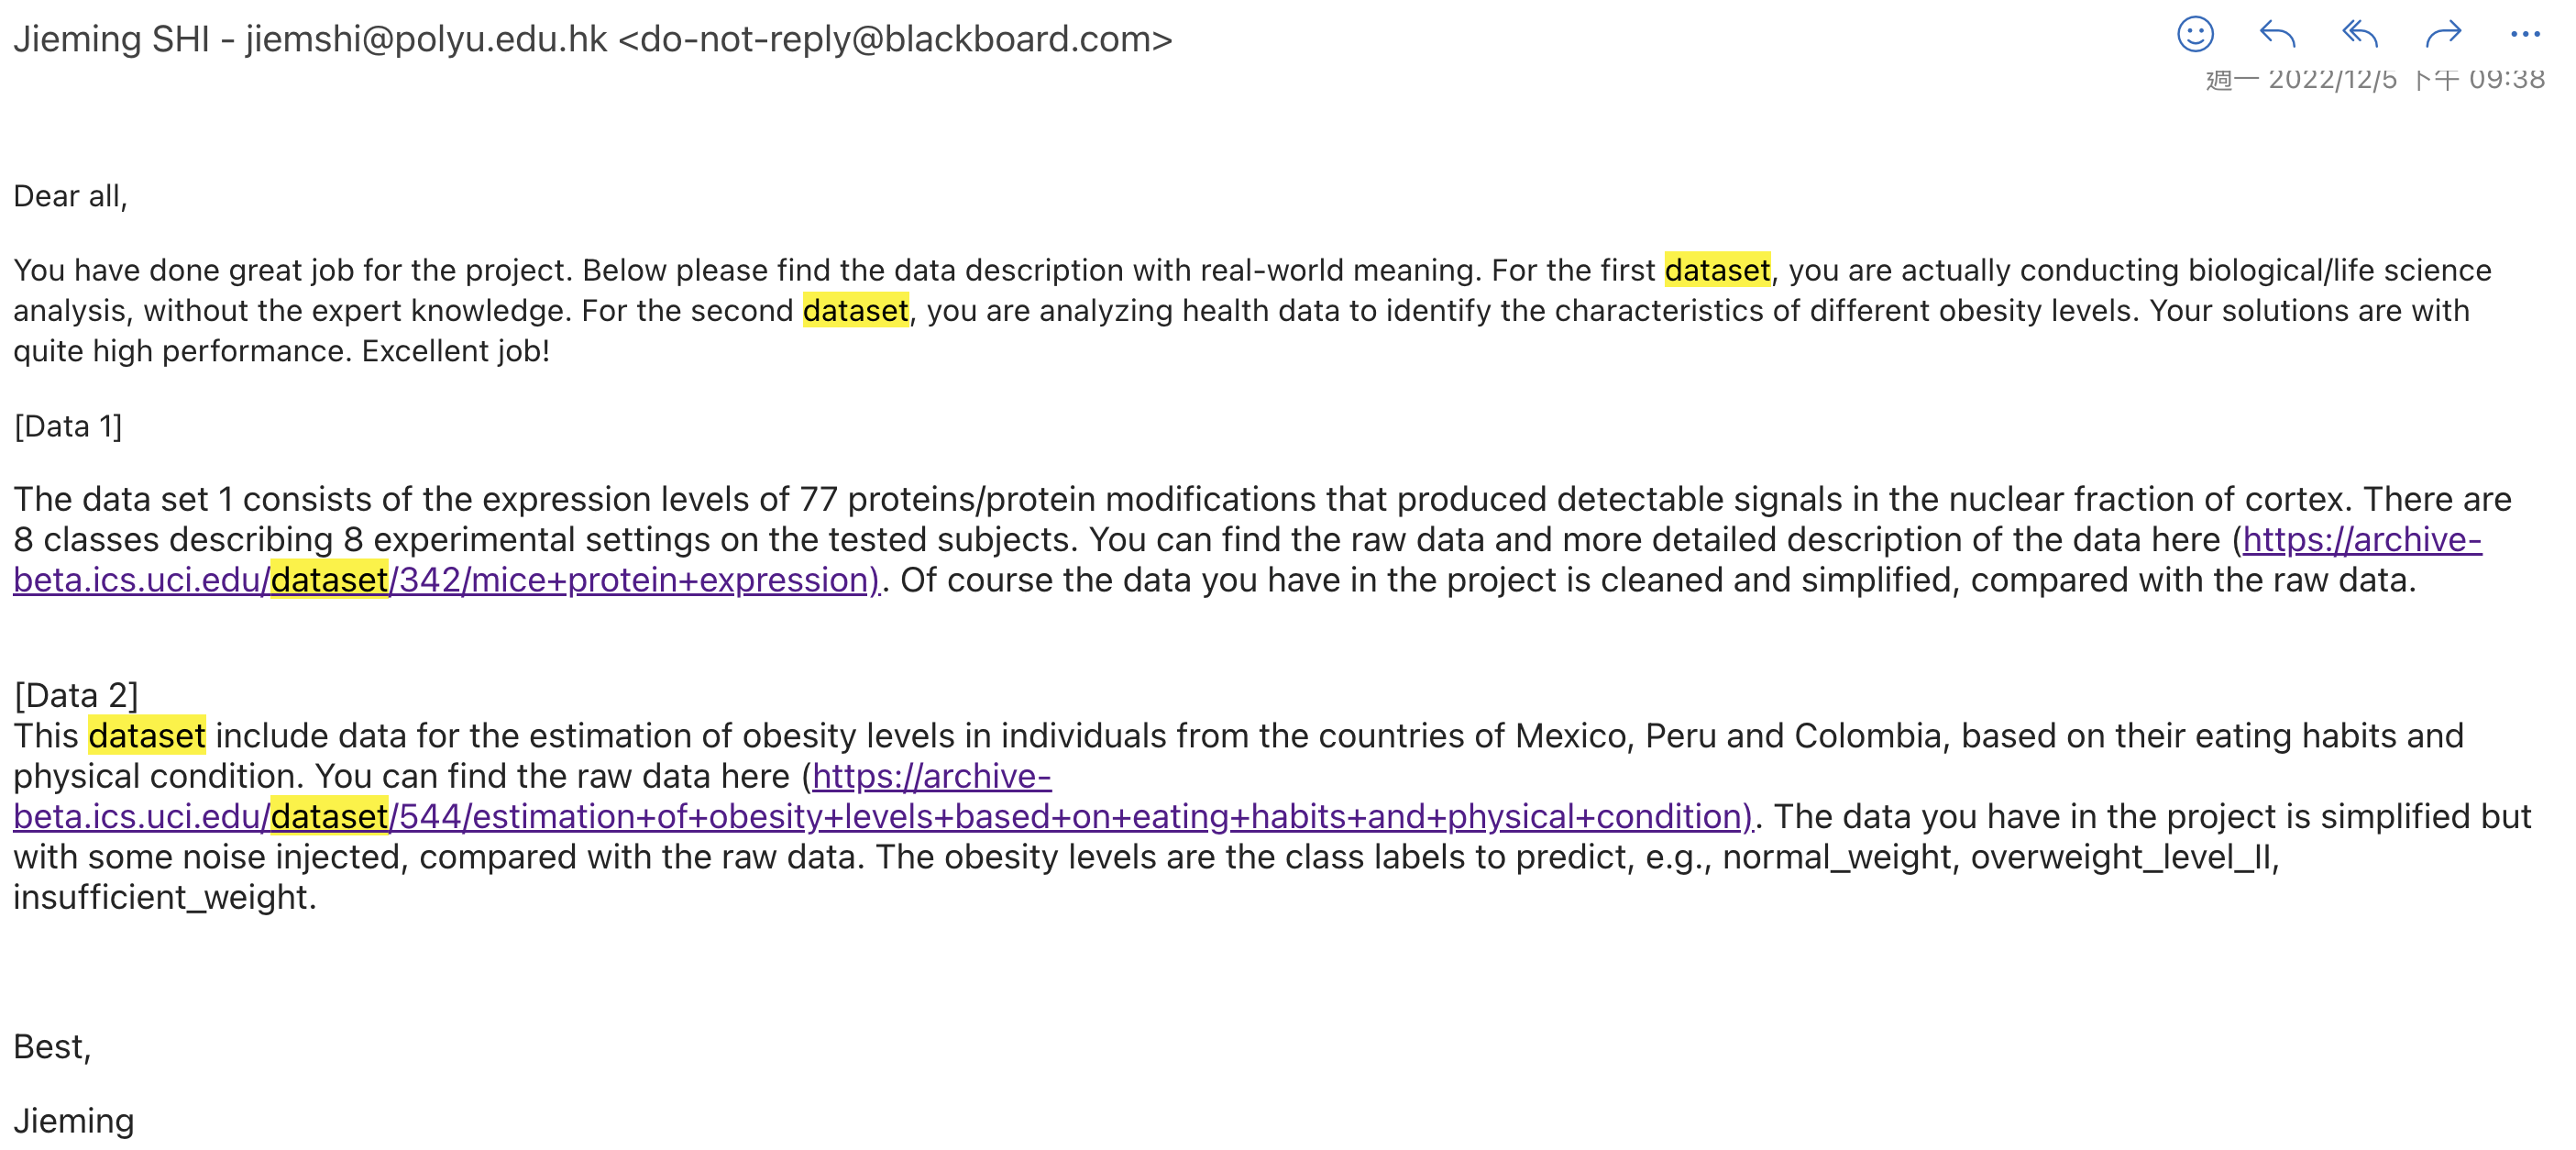 Jieming SHI - jiemshi@polyu.edu.hk <do-not-reply@blackboard.com>
週一 2022/12/5 下午 09:38
Dear all,
You have done great job for the project. Below please find the data description with real-world meaning. For the first dataset, you are actually conducting biological/life science
analysis, without the expert knowledge. For the second dataset, you are analyzing health data to identify the characteristics of different obesity levels. Your solutions are with
quite high performance. Excellent job!
[Data 1]
The data set 1 consists of the expression levels of 77 proteins/protein modifications that produced detectable signals in the nuclear fraction of cortex. There are
8 classes describing 8 experimental settings on the tested subjects. You can find the raw data and more detailed description of the data here (https://archive-
beta.ics.uci.edu/dataset/342/mice+protein+expression). Of course the data you have in the project is cleaned and simplified, compared with the raw data.
[Data 2]
This dataset include data for the estimation of obesity levels in individuals from the countries of Mexico, Peru and Colombia, based on their eating habits and
physical condition. You can find the raw data here (https://archive-
beta.ics.uci.edu/dataset/544/estimation+of+obesity+levels+based+on+eating+habits+and+physical+condition). The data you have in the project is simplified but
with some noise injected, compared with the raw data. The obesity levels are the class labels to predict, e.g., normal_weight, overweight_level_II,
insufficient_weight.
Best,
Jieming